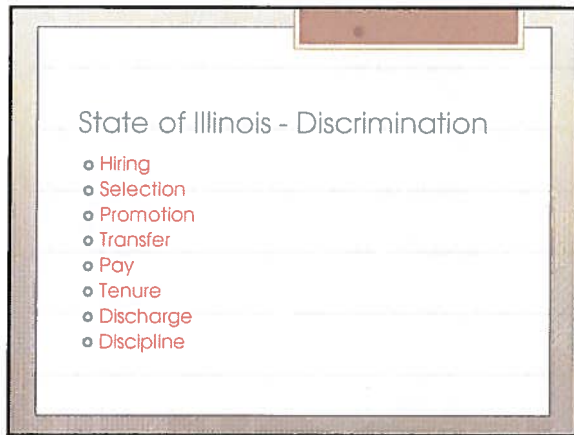 State of Illinois - Discrimination
Hiring
Selection
Promotion
Transfer
Pay
Tenure
Discharge
Discipline